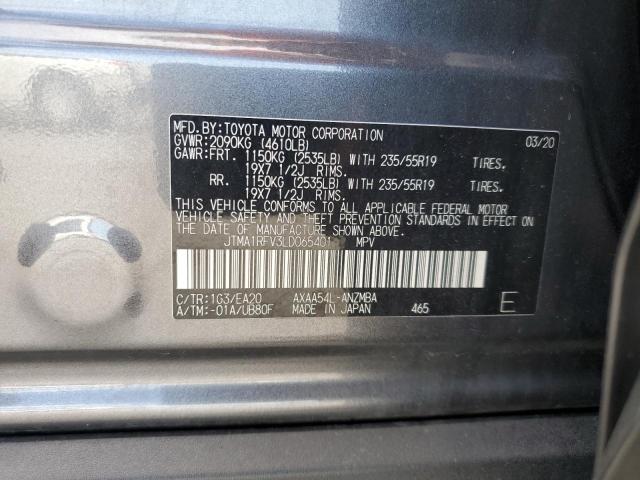 MFD.BY:TOYOTA MOTOR CORPORATION 03/20
GVWR:2090KG (4610LB)
GAWR:FRT. 1150KG (2535LB) WITH 235/55R19 TIRES,
19X7 1/2J RIMS.
RR. 1150KG (2535LB) WITH 235/55R19 TIRES,
19X7 1/2J RIMS.
THIS VEHICLE CONFORMS TO ALL APPLICABLE FEDERAL MOTOR
VEHICLE SAFETY AND THEFT PREVENTION STANDARDS IN EFFECT ON
THE DATE OF MANUFACTURE SHOWN ABOVE.
JTMA1RFV3LD065401 MPV
C/TR:1G3/EA20 AXAA54L-ANZMBA
A/TM:-01A/UB80F MADE IN JAPAN 465 E